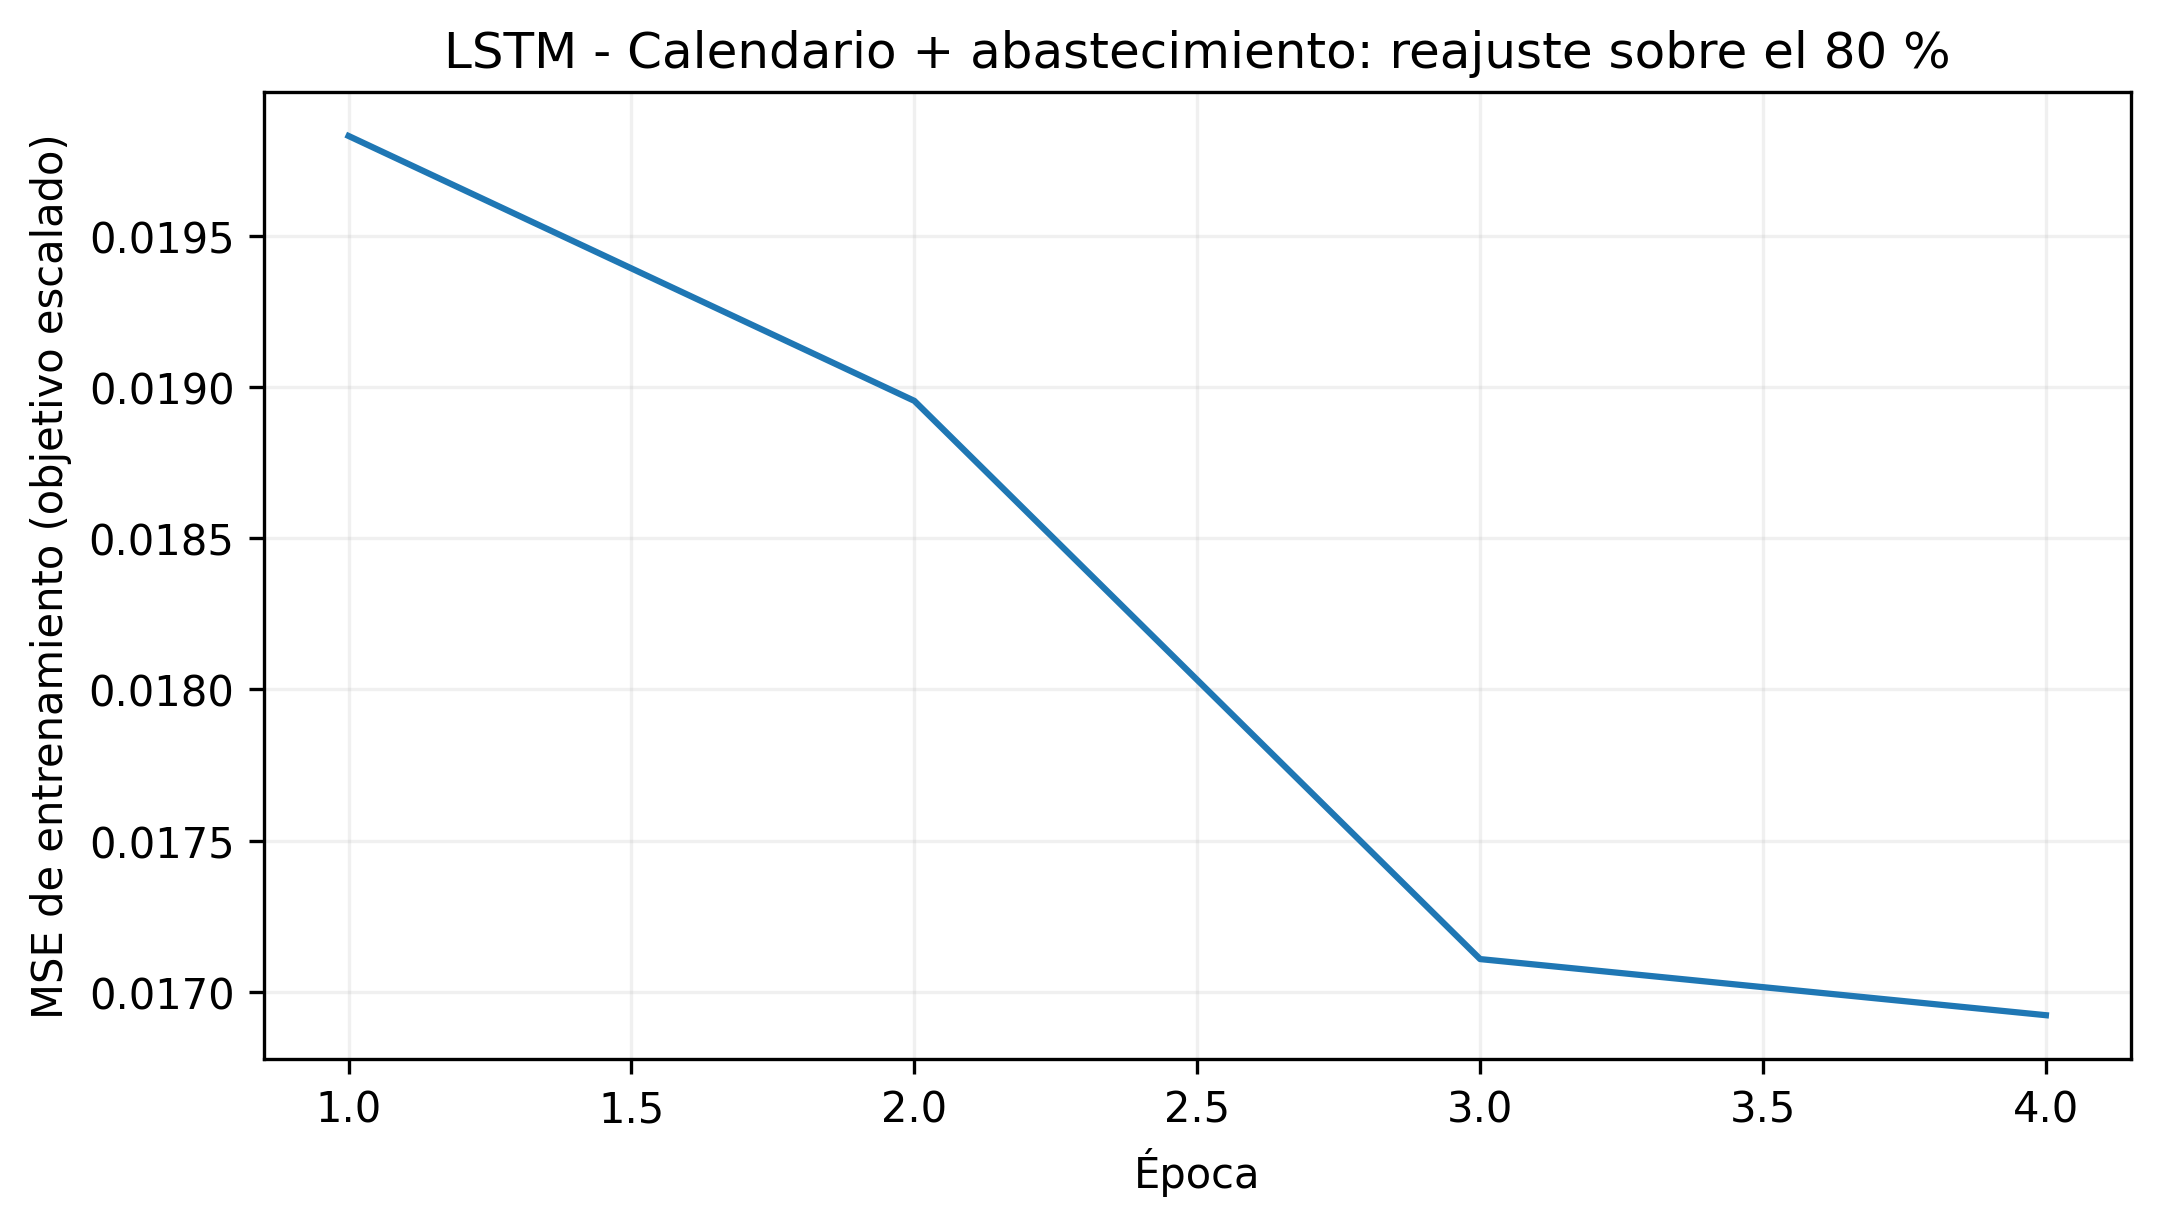 LSTM - Calendario + abastecimiento: reajuste sobre el 80 %
MSE de entrenamiento (objetivo escalado)
0.0195
0.0190
0.0185
0.0180
0.0175
0.0170
1.0 1.5 2.0 2.5 3.0 3.5 4.0
Época